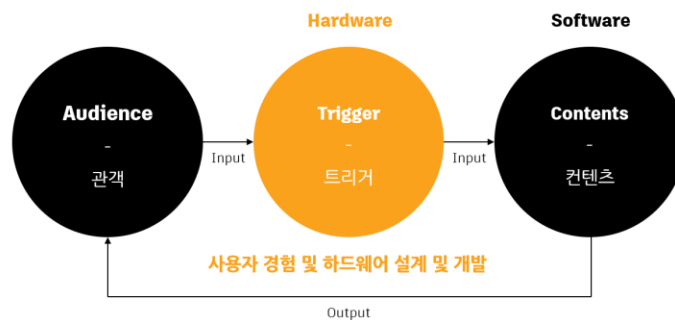 Hardware
Software
Audience
-
관객
Input
Trigger
-
트리거
Input
Contents
-
컨텐츠
사용자 경험 및 하드웨어 설계 및 개발
Output